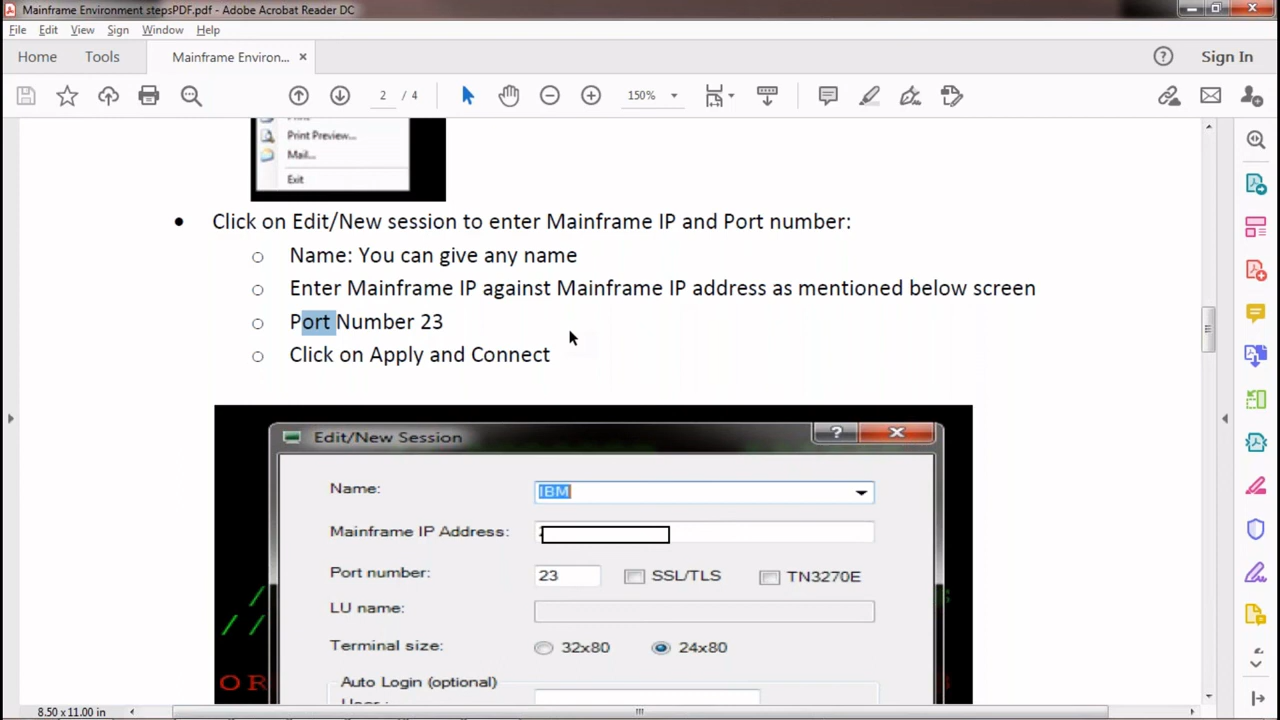 Mainframe Environment stepsPDF.pdf - Adobe Acrobat Reader DC
File Edit View Sign Window Help
Home Tools Mainframe Environ... × Sign In
2 / 4 150%
Print Preview...
Mail...
Exit
• Click on Edit/New session to enter Mainframe IP and Port number:
○ Name: You can give any name
○ Enter Mainframe IP against Mainframe IP address as mentioned below screen
○ Port Number 23
○ Click on Apply and Connect
Edit/New Session
Name: IBM
Mainframe IP Address:
Port number: 23 SSL/TLS TN3270E
LU name:
Terminal size: 32x80 24x80
Auto Login (optional)
8.50 x 11.00 in